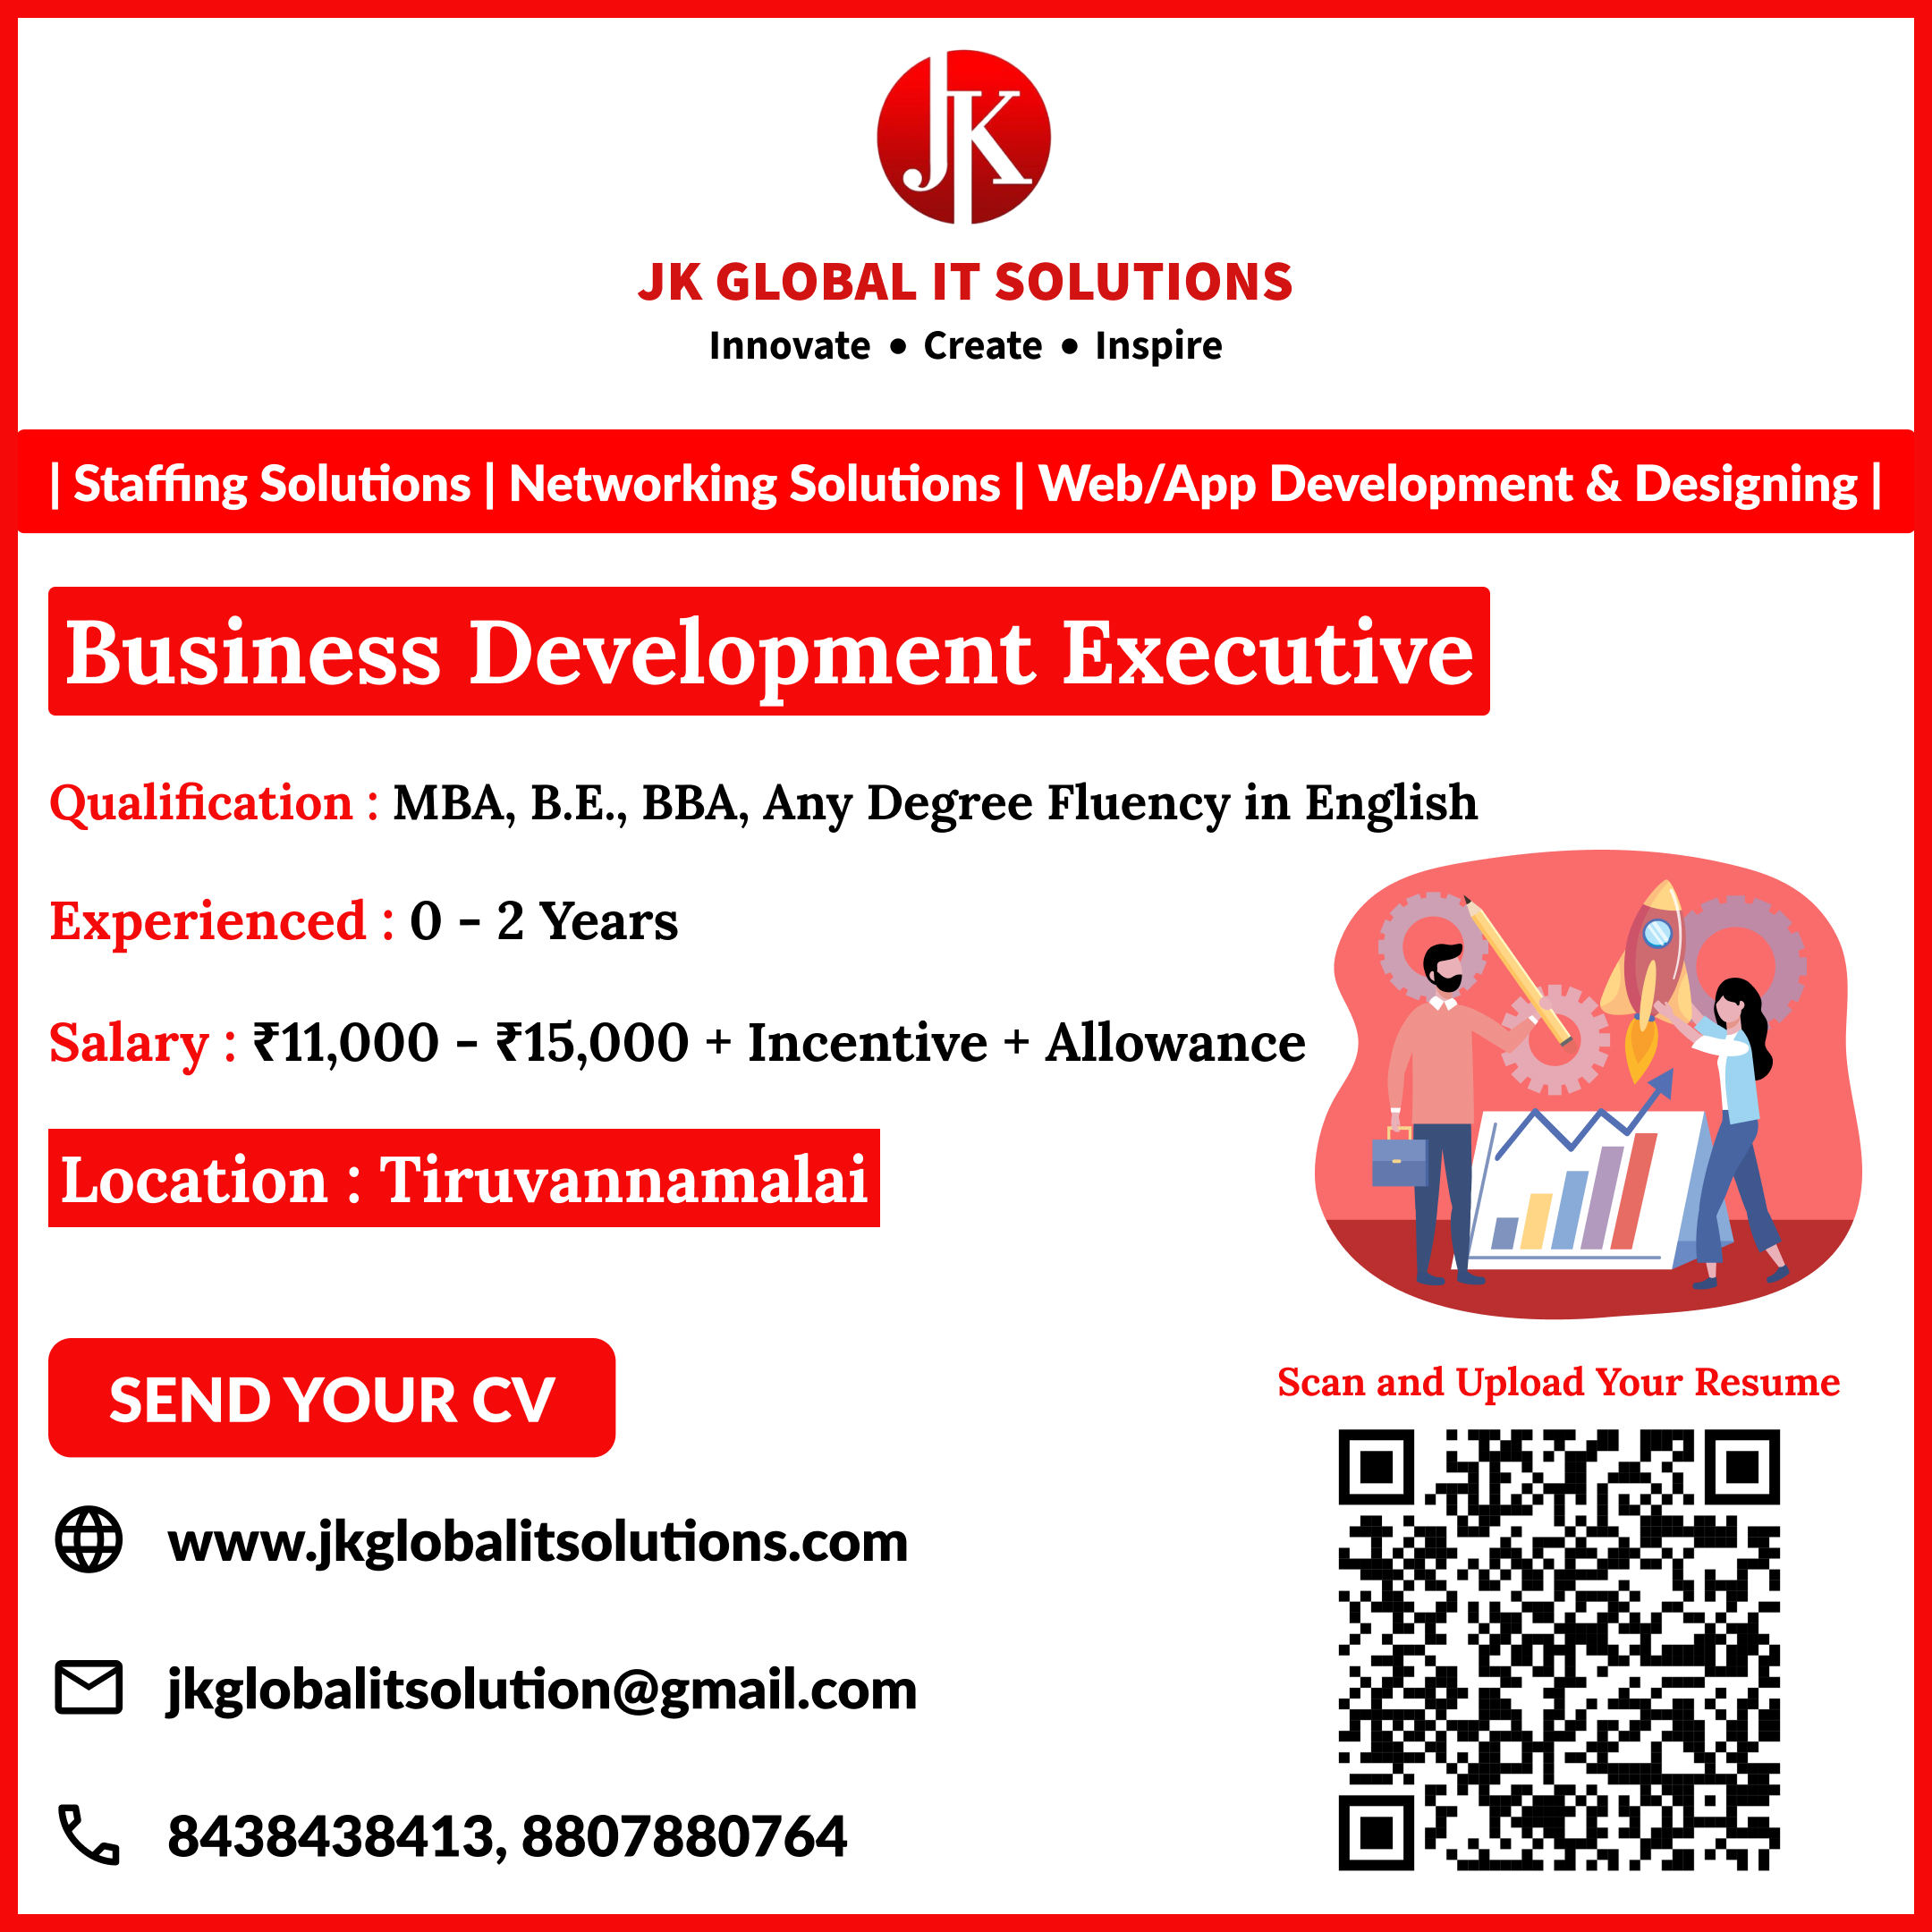 JK
JK GLOBAL IT SOLUTIONS
Innovate • Create • Inspire
| Staffing Solutions | Networking Solutions | Web/App Development & Designing |
Business Development Executive
Qualification : MBA, B.E., BBA, Any Degree Fluency in English
Experienced : 0 - 2 Years
Salary : ₹11,000 - ₹15,000 + Incentive + Allowance
Location : Tiruvannamalai
SEND YOUR CV
www.jkglobalitsolutions.com
jkglobalitsolution@gmail.com
8438438413, 8807880764
Scan and Upload Your Resume